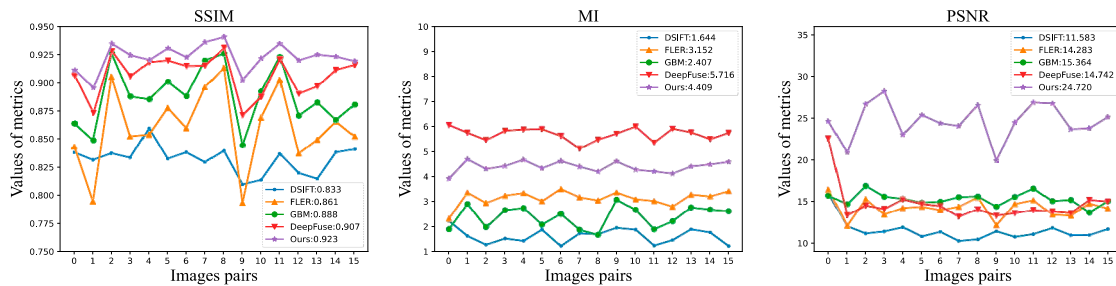 SSIM
Values of metrics
0.950
0.925
0.900
0.875
0.850
0.825
0.800
0.775
0.750
DSIFT:0.833
FLER:0.861
GBM:0.888
DeepFuse:0.907
Ours:0.923
0 1 2 3 4 5 6 7 8 9 10 11 12 13 14 15
Images pairs
MI
Values of metrics
10
9
8
7
6
5
4
3
2
1
DSIFT:1.644
FLER:3.152
GBM:2.407
DeepFuse:5.716
Ours:4.409
0 1 2 3 4 5 6 7 8 9 10 11 12 13 14 15
Images pairs
PSNR
Values of metrics
35
30
25
20
15
10
DSIFT:11.583
FLER:14.283
GBM:15.364
DeepFuse:14.742
Ours:24.720
0 1 2 3 4 5 6 7 8 9 10 11 12 13 14 15
Images pairs